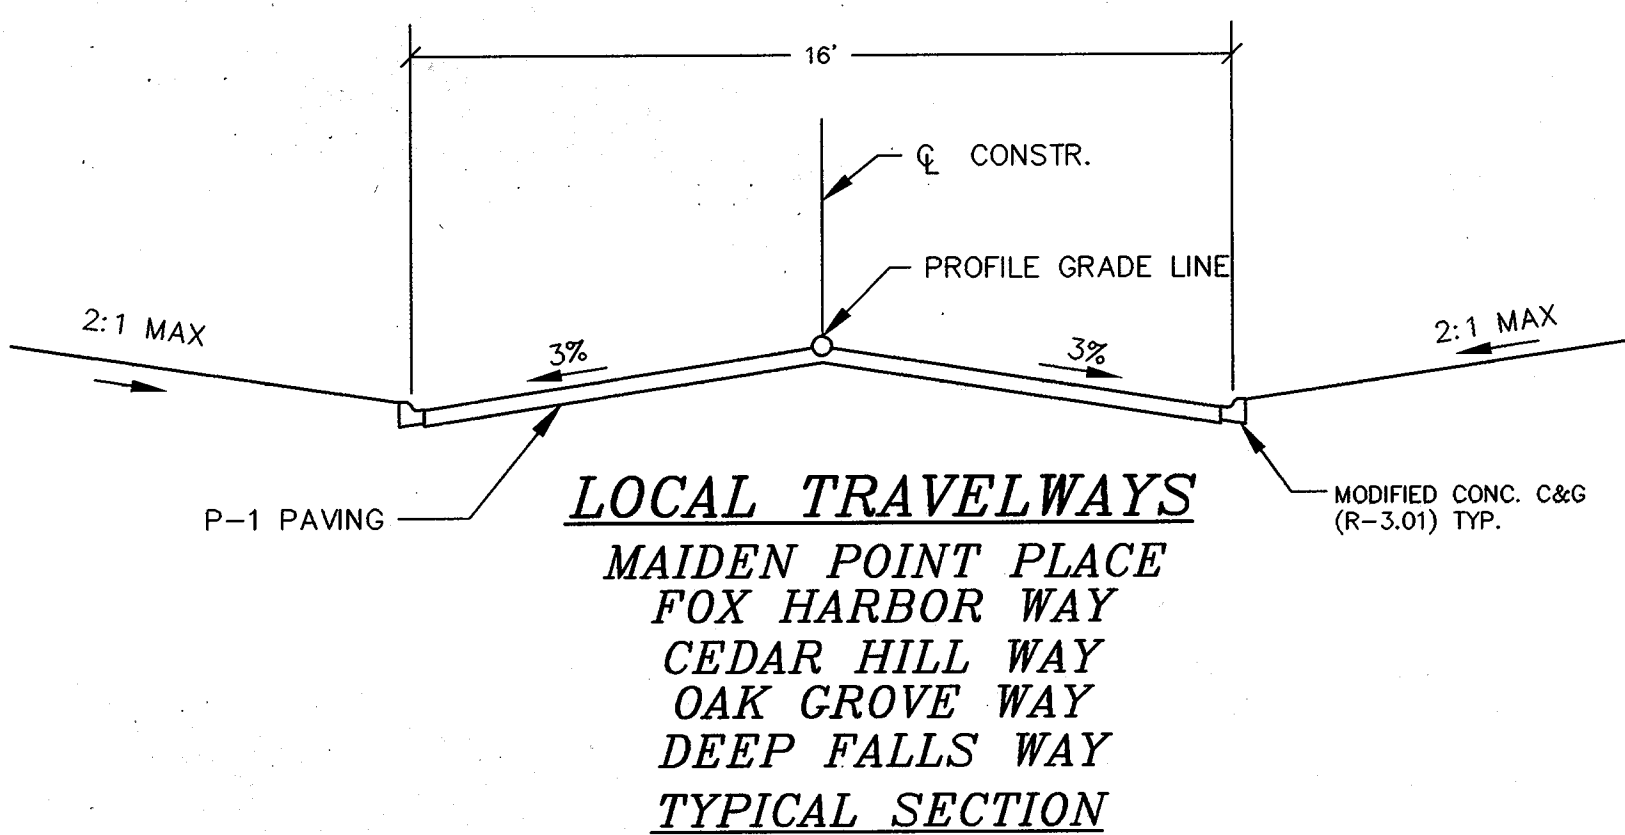 16'
℄ CONSTR.
PROFILE GRADE LINE
2:1 MAX
2:1 MAX
3%
3%
P-1 PAVING
MODIFIED CONC. C&G
(R-3.01) TYP.
LOCAL TRAVELWAYS
MAIDEN POINT PLACE
FOX HARBOR WAY
CEDAR HILL WAY
OAK GROVE WAY
DEEP FALLS WAY
TYPICAL SECTION